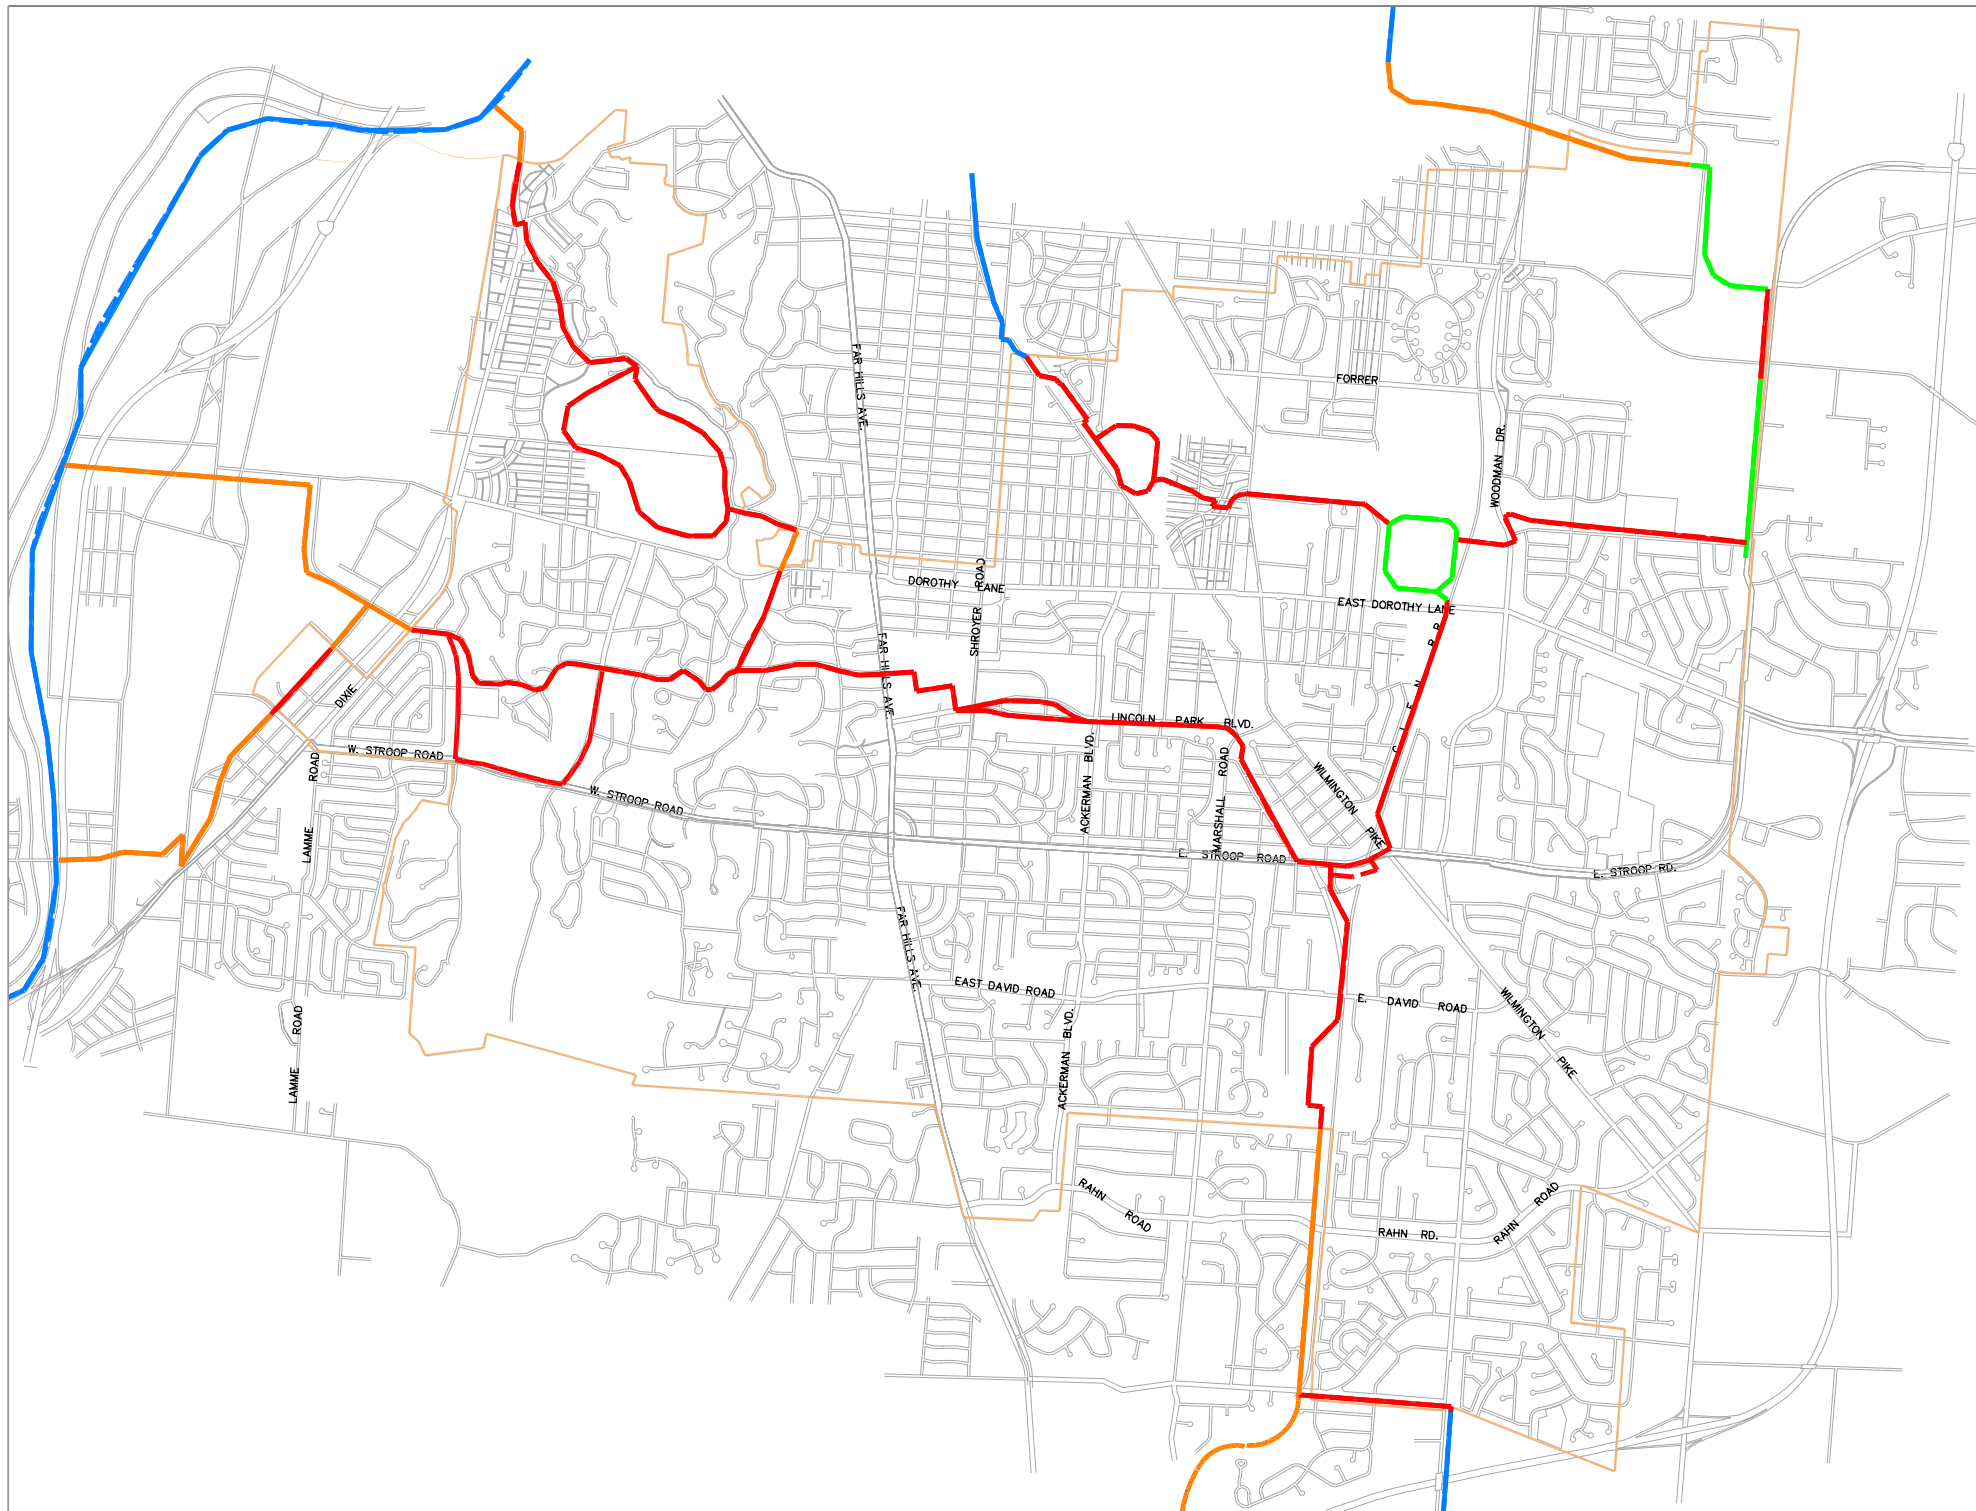 FAR HILLS AVE.
FORRER
WOODMAN DR.
DOROTHY LANE
SHROYER ROAD
EAST DOROTHY LANE
FAR HILLS AVE.
DIXIE
LINCOLN PARK BLVD.
W. STROOP ROAD
ROAD
LAMME
ACKERMAN BLVD.
MARSHALL ROAD
WILMINGTON PIKE
W. STROOP ROAD
E. STROOP ROAD
E. STROOP RD.
FAR HILLS AVE.
EAST DAVID ROAD
E. DAVID ROAD
WILMINGTON PIKE
ROAD
LAMME
ACKERMAN BLVD.
RAHN ROAD
RAHN RD.
RAHN ROAD